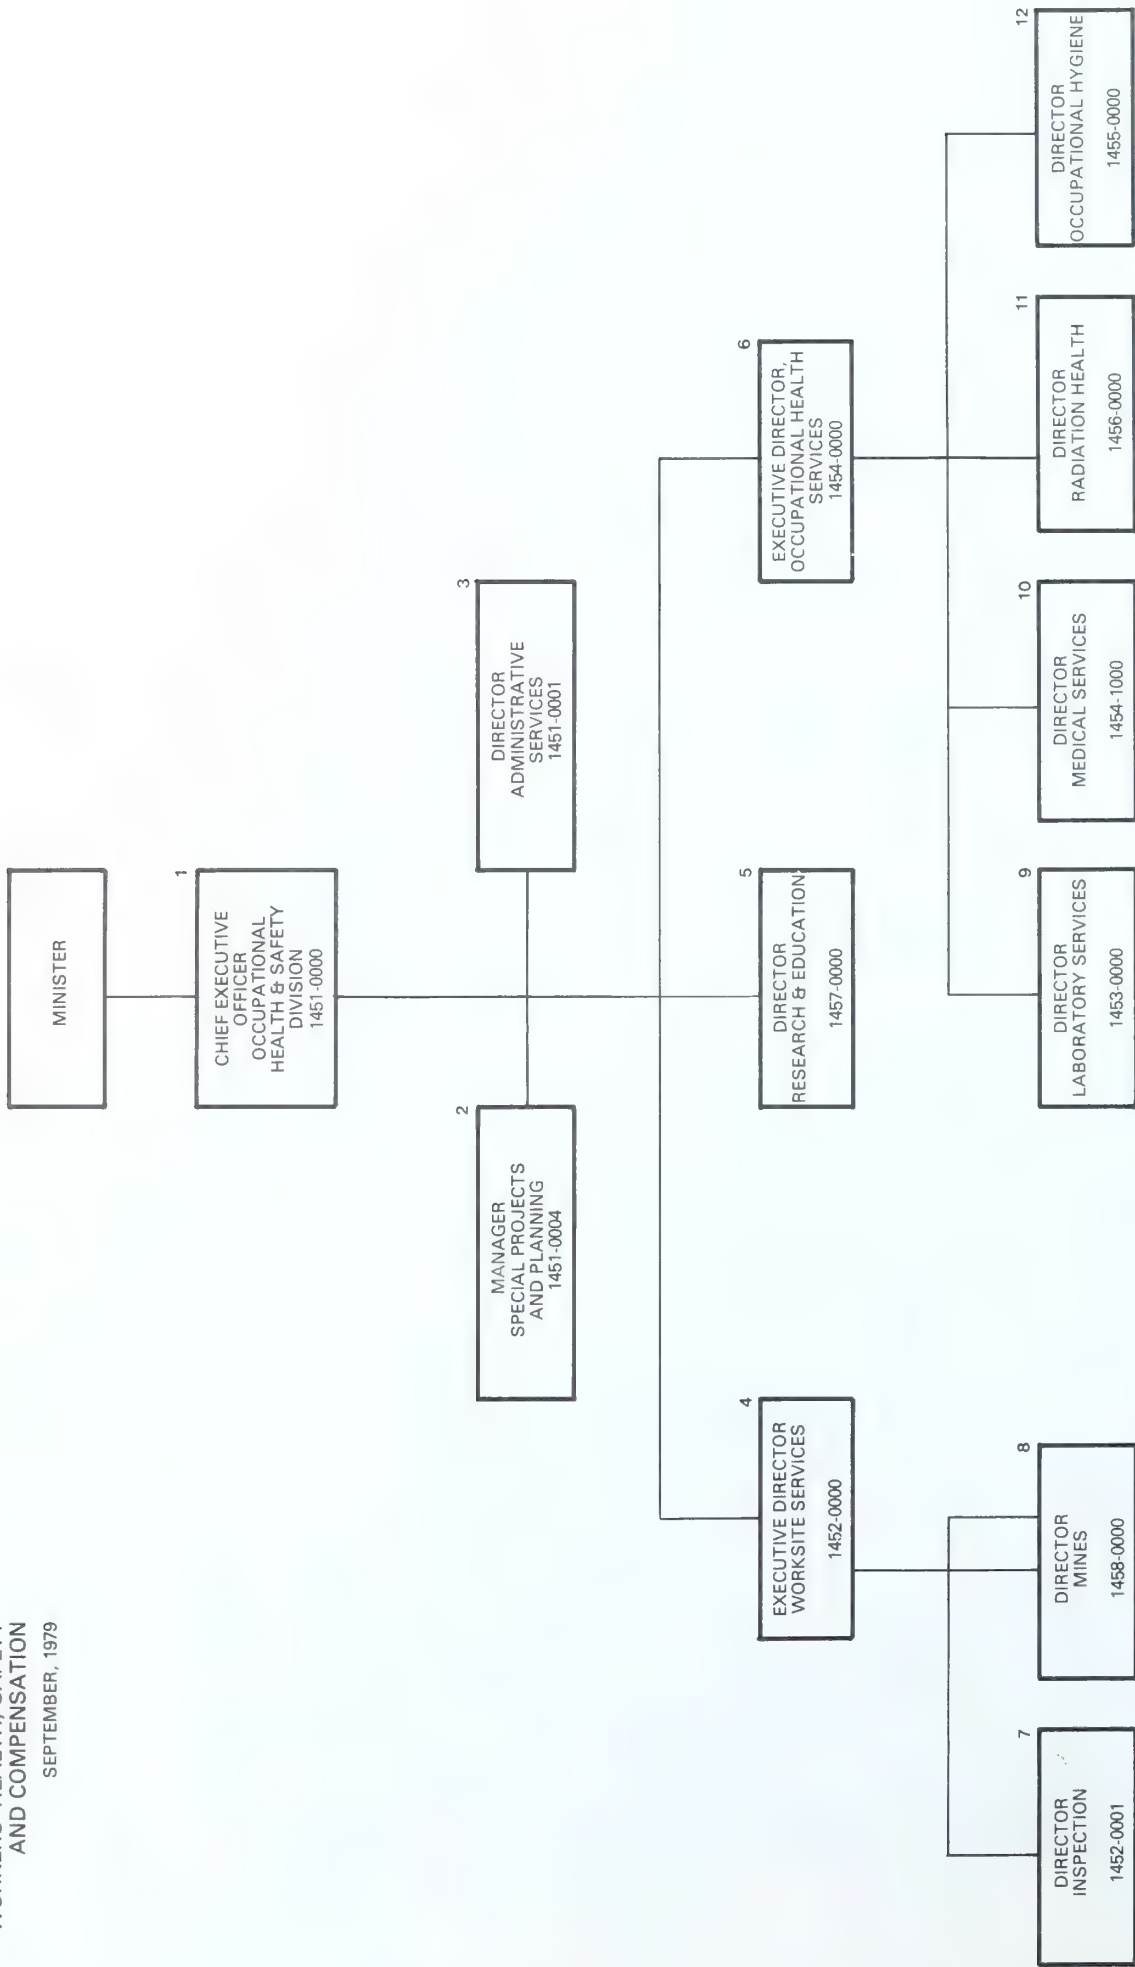 AND COMPENSATION
SEPTEMBER, 1979
MINISTER
1
CHIEF EXECUTIVE
OFFICER
OCCUPATIONAL
HEALTH & SAFETY
DIVISION
1451-0000
2
MANAGER
SPECIAL PROJECTS
AND PLANNING
1451-0004
3
DIRECTOR
ADMINISTRATIVE
SERVICES
1451-0001
4
EXECUTIVE DIRECTOR
WORKSITE SERVICES
1452-0000
5
DIRECTOR
RESEARCH & EDUCATION
1457-0000
6
EXECUTIVE DIRECTOR,
OCCUPATIONAL HEALTH
SERVICES
1454-0000
7
DIRECTOR
INSPECTION
1452-0001
8
DIRECTOR
MINES
1458-0000
9
DIRECTOR
LABORATORY SERVICES
1453-0000
10
DIRECTOR
MEDICAL SERVICES
1454-1000
11
DIRECTOR
RADIATION HEALTH
1456-0000
12
DIRECTOR
OCCUPATIONAL HYGIENE
1455-0000